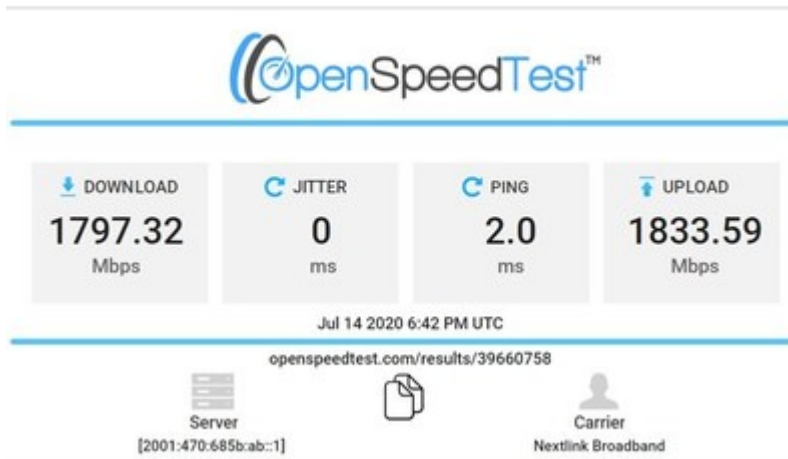 OpenSpeedTest™
DOWNLOAD
1797.32
Mbps
JITTER
0
ms
PING
2.0
ms
UPLOAD
1833.59
Mbps
Jul 14 2020 6:42 PM UTC
openspeedtest.com/results/39660758
Server
[2001:470:685b:ab::1]
Carrier
Nextlink Broadband